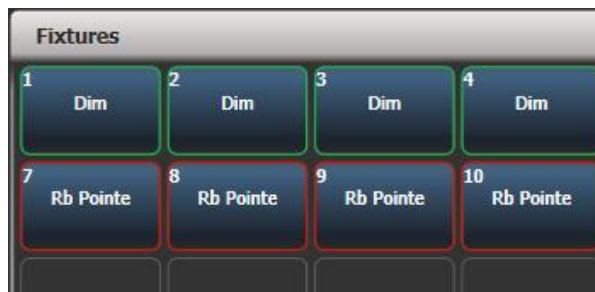 Fixtures
1 2 3 4
Dim Dim Dim Dim
7 8 9 10
Rb Pointe Rb Pointe Rb Pointe Rb Pointe